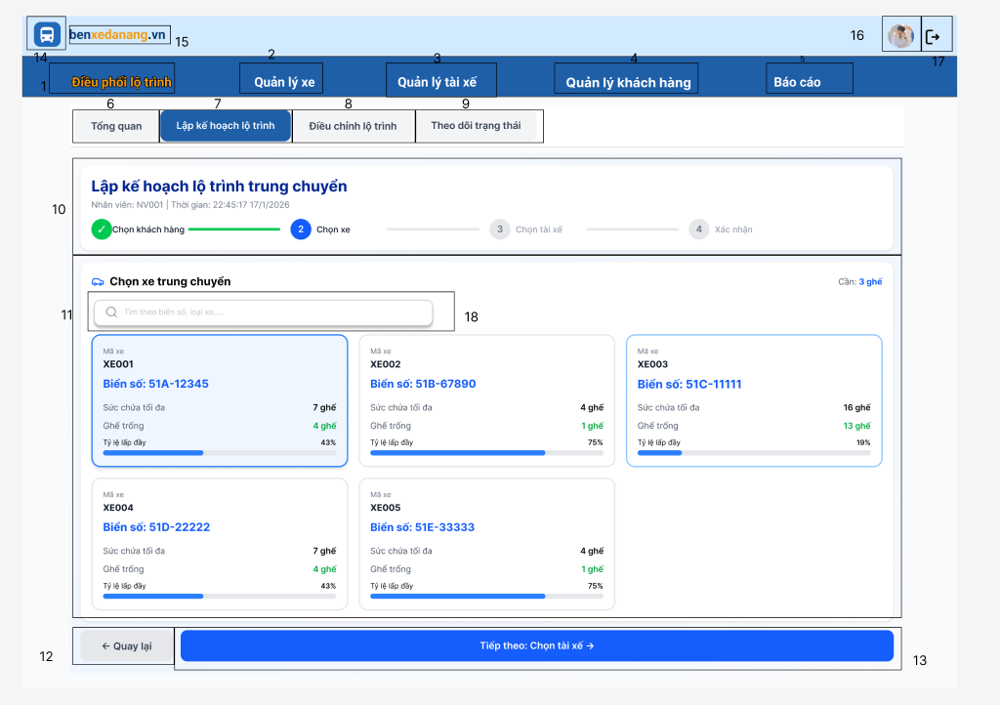 benxedanang.vn
15
16
14
17
1
2
3
4
5
Điều phối lộ trình
Quản lý xe
Quản lý tài xế
Quản lý khách hàng
Báo cáo
6
7
8
9
Tổng quan
Lập kế hoạch lộ trình
Điều chỉnh lộ trình
Theo dõi trạng thái
10
Lập kế hoạch lộ trình trung chuyển
Nhân viên: NV001 | Thời gian: 22:45:17 17/1/2026
✓ Chọn khách hàng
2 Chọn xe
3 Chọn tài xế
4 Xác nhận
Chọn xe trung chuyển
Cần: 3 ghế
11
Tìm theo biển số, loại xe,....
18
Mã xe
XE001
Biển số: 51A-12345
Sức chứa tối đa 7 ghế
Ghế trống 4 ghế
Tỷ lệ lấp đầy 43%
Mã xe
XE002
Biển số: 51B-67890
Sức chứa tối đa 4 ghế
Ghế trống 1 ghế
Tỷ lệ lấp đầy 75%
Mã xe
XE003
Biển số: 51C-11111
Sức chứa tối đa 16 ghế
Ghế trống 13 ghế
Tỷ lệ lấp đầy 19%
Mã xe
XE004
Biển số: 51D-22222
Sức chứa tối đa 7 ghế
Ghế trống 4 ghế
Tỷ lệ lấp đầy 43%
Mã xe
XE005
Biển số: 51E-33333
Sức chứa tối đa 4 ghế
Ghế trống 1 ghế
Tỷ lệ lấp đầy 75%
12
← Quay lại
Tiếp theo: Chọn tài xế →
13